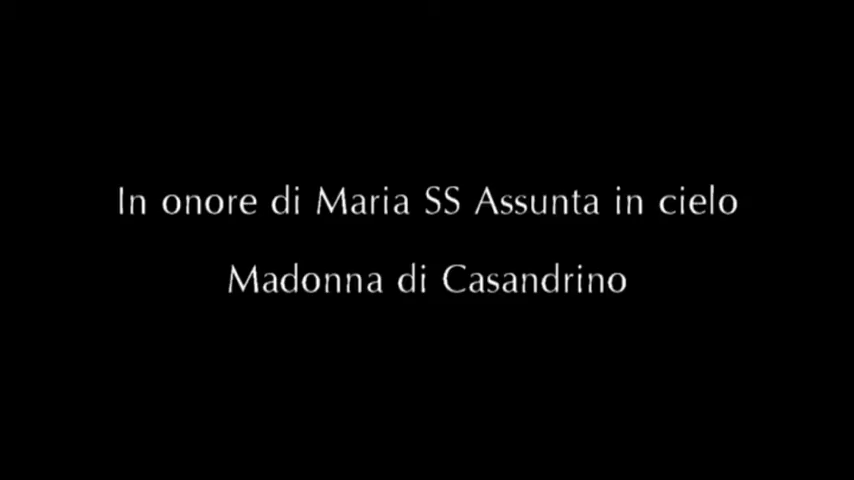 In onore di Maria SS Assunta in cielo
Madonna di Casandrino